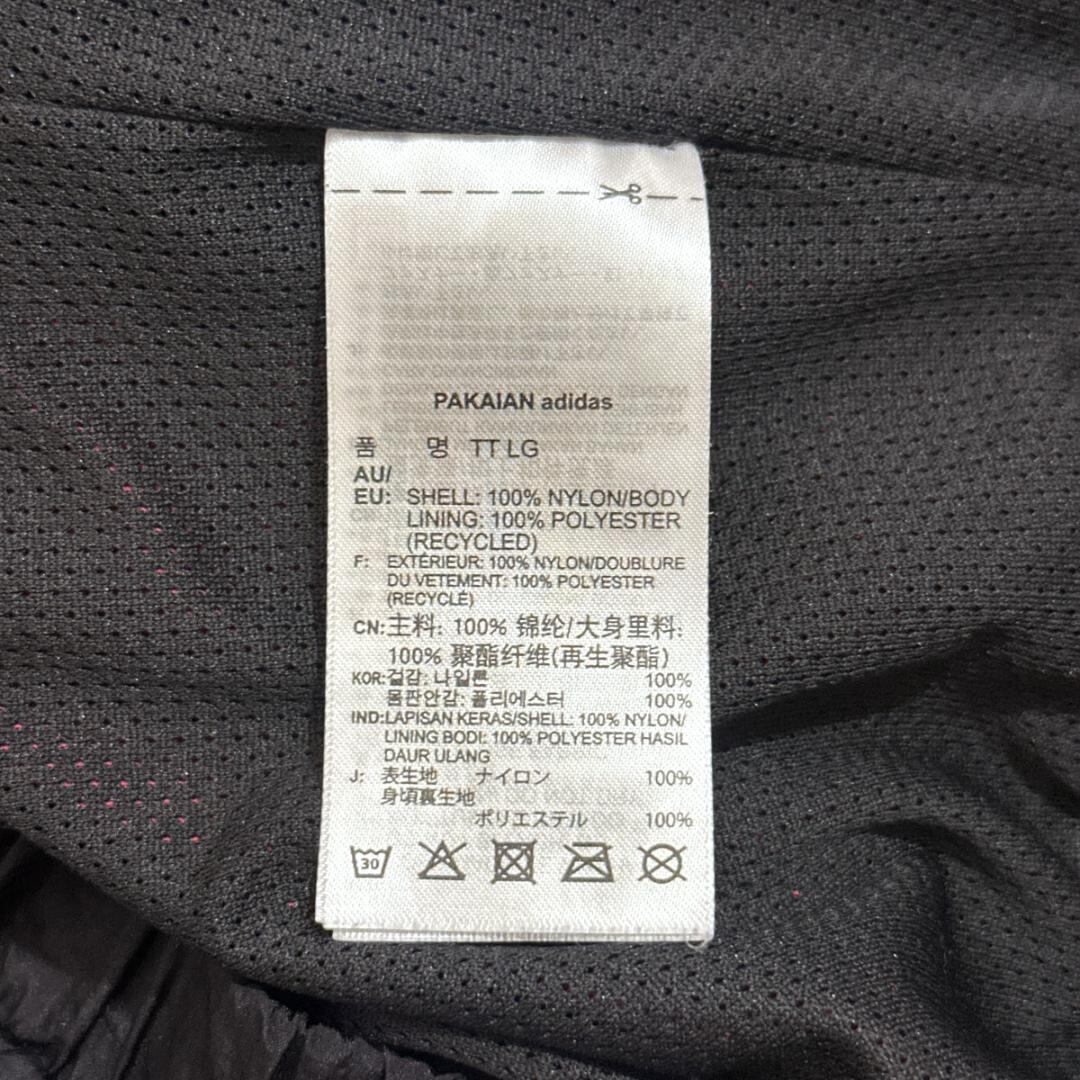 PAKAIAN adidas
품 명 TT LG
AU/
EU: SHELL: 100% NYLON/BODY
LINING: 100% POLYESTER
(RECYCLED)
F: EXTÉRIEUR: 100% NYLON/DOUBLURE
DU VETEMENT: 100% POLYESTER
(RECYCLÉ)
CN: 主料: 100% 锦纶/大身里料:
100% 聚酯纤维(再生聚酯)
KOR: 겉감: 나일론 100%
몸판안감: 폴리에스터 100%
IND: LAPISAN KERAS/SHELL: 100% NYLON/
LINING BODI: 100% POLYESTER HASIL
DAUR ULANG
J: 表生地 ナイロン 100%
身頃裏生地
ポリエステル 100%
30